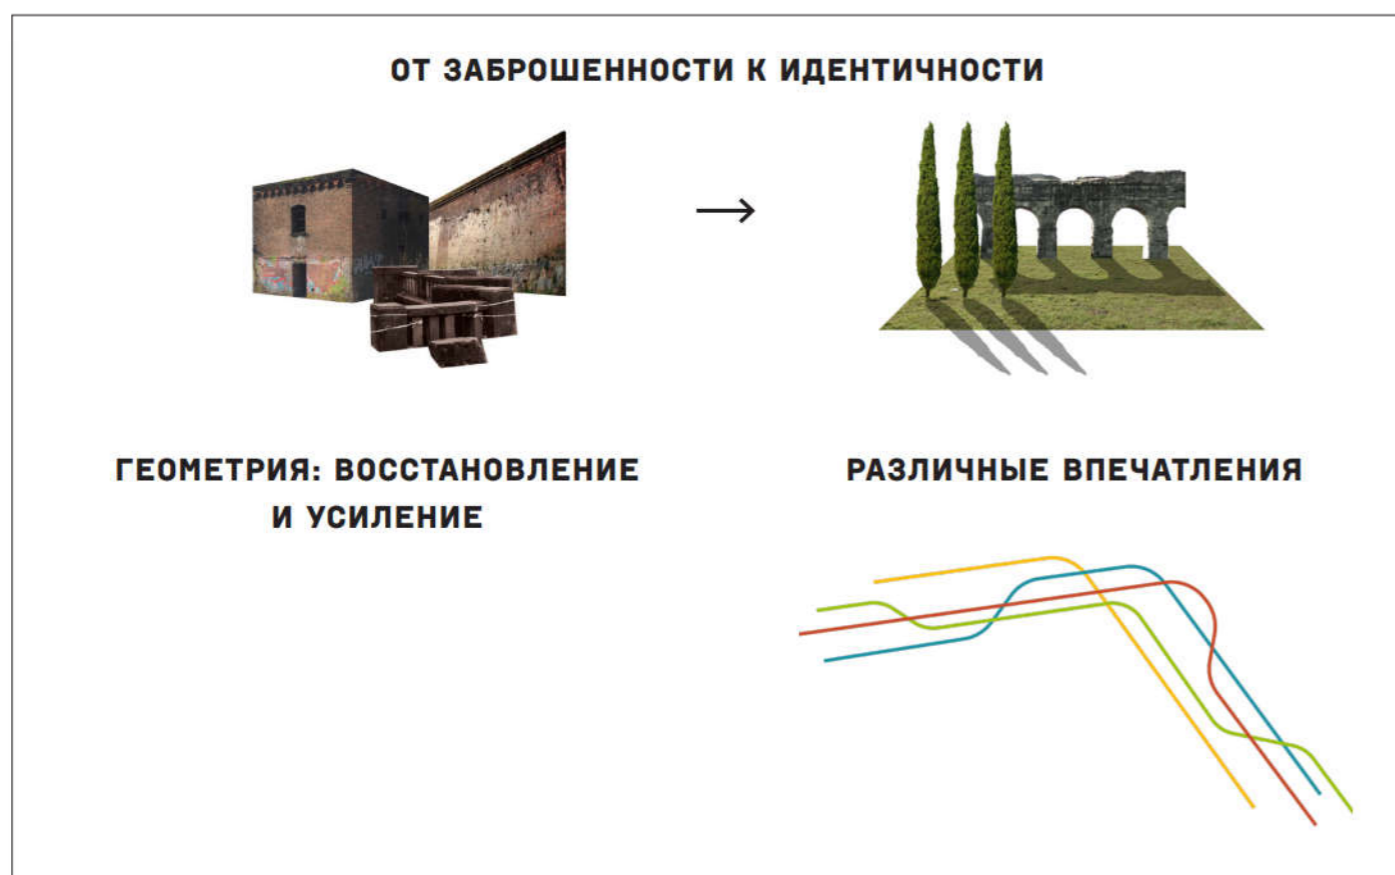 ОТ ЗАБРОШЕННОСТИ К ИДЕНТИЧНОСТИ
ГЕОМЕТРИЯ: ВОССТАНОВЛЕНИЕ
И УСИЛЕНИЕ
РАЗЛИЧНЫЕ ВПЕЧАТЛЕНИЯ